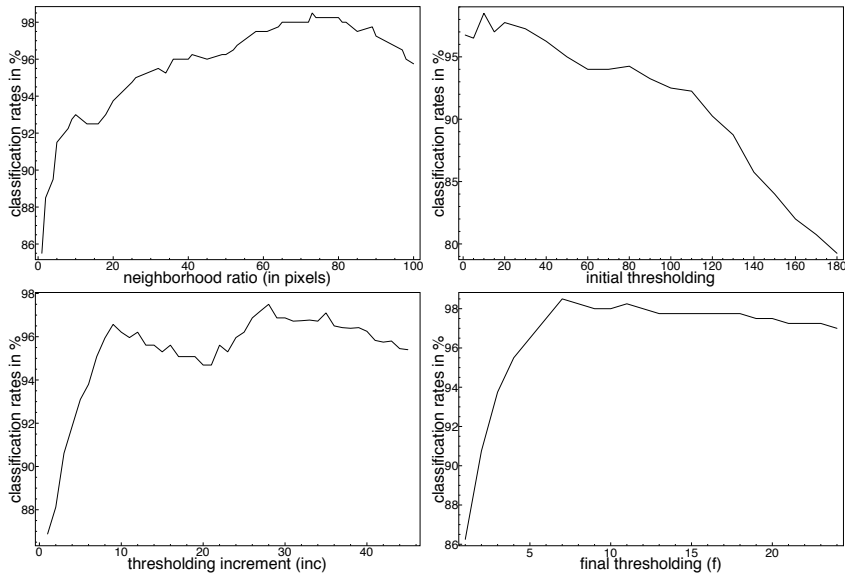 98
96
94
92
90
88
86
classification rates in %
0 20 40 60 80 100
neighborhood ratio (in pixels)
95
90
85
80
classification rates in %
0 20 40 60 80 100 120 140 160 180
initial thresholding
98
96
94
92
90
88
classification rates in %
0 10 20 30 40
thresholding increment (inc)
98
96
94
92
90
88
86
classification rates in %
5 10 15 20
final thresholding (f)